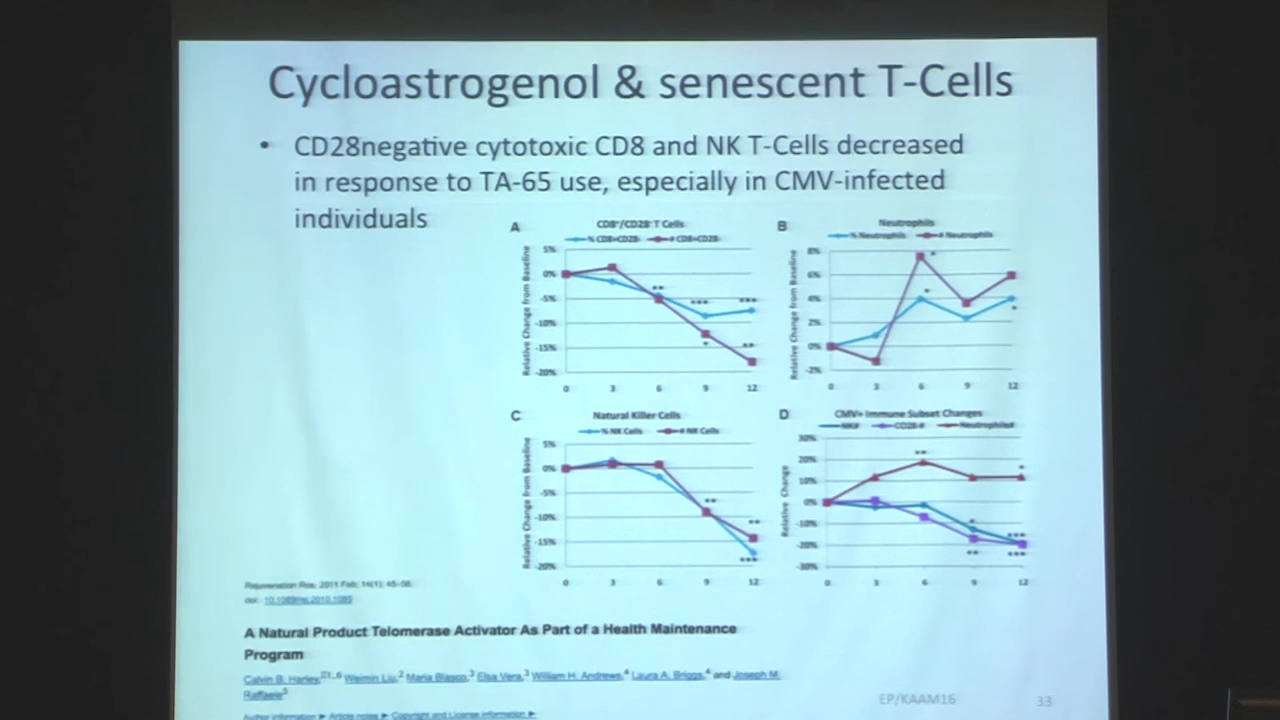 Cycloastrogenol & senescent T-Cells
• CD28negative cytotoxic CD8 and NK T-Cells decreased
in response to TA-65 use, especially in CMV-infected
individuals
A
CD8+/CD28- T Cells
% CD8+CD28- # CD8+CD28-
Relative Change from Baseline
5%
0%
-5%
-10%
-15%
-20%
** *** ***
* **
0 3 6 9 12
B
Neutrophils
% Neutrophils # Neutrophils
Relative Change from Baseline
8%
6%
4%
2%
0%
-2%
*
* *
0 3 6 9 12
C
Natural Killer Cells
% NK Cells # NK Cells
Relative Change from Baseline
5%
0%
-5%
-10%
-15%
-20%
** **
***
0 3 6 9 12
D
CMV+ Immune Subset Changes
NK# CD28-# Neutrophils#
Relative Change
30%
20%
10%
0%
-10%
-20%
-30%
** *
* ***
** ***
0 3 6 9 12
Rejuvenation Res. 2011 Feb; 14(1): 45–56.
doi: 10.1089/rej.2010.1085
A Natural Product Telomerase Activator As Part of a Health Maintenance
Program
Calvin B. Harley, Weimin Liu,2 Maria Blasco,3 Elsa Vera,3 William H. Andrews,4 Laura A. Briggs,4 and Joseph M.
Raffaele5
Author information ► Article notes ► Copyright and License information ►
EP/KAAM16
33